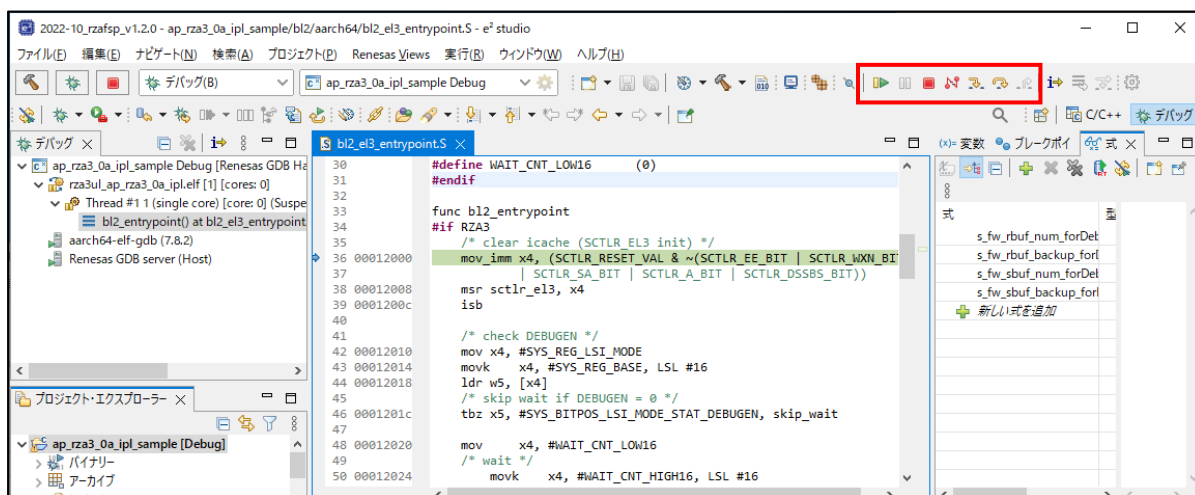 2022-10_rzafsp_v1.2.0 - ap_rza3_0a_ipl_sample/bl2/aarch64/bl2_el3_entrypoint.S - e² studio
ファイル(F) 編集(E) ナビゲート(N) 検索(A) プロジェクト(P) Renesas Views 実行(R) ウィンドウ(W) ヘルプ(H)
デバッグ(B) ap_rza3_0a_ipl_sample Debug
C/C++ デバッグ
デバッグ
ap_rza3_0a_ipl_sample Debug [Renesas GDB Ha
rza3ul_ap_rza3_0a_ipl.elf [1] [cores: 0]
Thread #1 1 (single core) [core: 0] (Suspe
bl2_entrypoint() at bl2_el3_entrypoint
aarch64-elf-gdb (7.8.2)
Renesas GDB server (Host)
プロジェクト・エクスプローラー
ap_rza3_0a_ipl_sample [Debug]
バイナリー
アーカイブ
bl2_el3_entrypoint.S
30 #define WAIT_CNT_LOW16 (0)
31 #endif
32
33 func bl2_entrypoint
34 #if RZA3
35 /* clear icache (SCTLR_EL3 init) */
36 00012000 mov_imm x4, (SCTLR_RESET_VAL & ~(SCTLR_EE_BIT | SCTLR_WXN_BI
37 | SCTLR_SA_BIT | SCTLR_A_BIT | SCTLR_DSSBS_BIT))
38 00012008 msr sctlr_el3, x4
39 0001200c isb
40
41 /* check DEBUGEN */
42 00012010 mov x4, #SYS_REG_LSI_MODE
43 00012014 movk x4, #SYS_REG_BASE, LSL #16
44 00012018 ldr w5, [x4]
45 /* skip wait if DEBUGEN = 0 */
46 0001201c tbz x5, #SYS_BITPOS_LSI_MODE_STAT_DEBUGEN, skip_wait
47
48 00012020 mov x4, #WAIT_CNT_LOW16
49 /* wait */
50 00012024 movk x4, #WAIT_CNT_HIGH16, LSL #16
(x)= 変数 ブレークポイ 式
式 型
s_fw_rbuf_num_forDeb
s_fw_rbuf_backup_forl
s_fw_sbuf_num_forDel
s_fw_sbuf_backup_forl
新しい式を追加